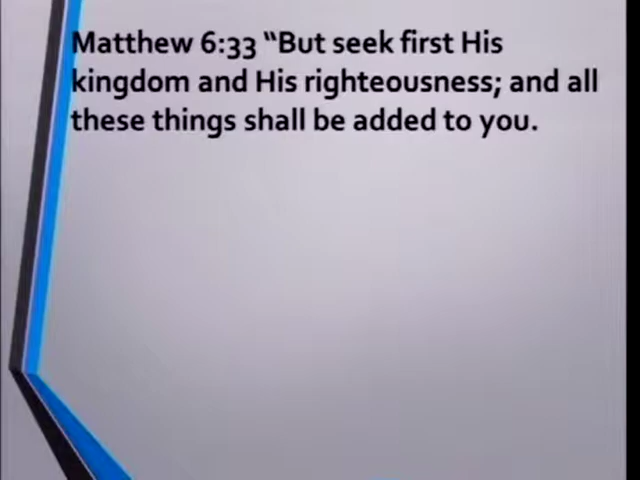 Matthew 6:33 “But seek first His
kingdom and His righteousness; and all
these things shall be added to you.